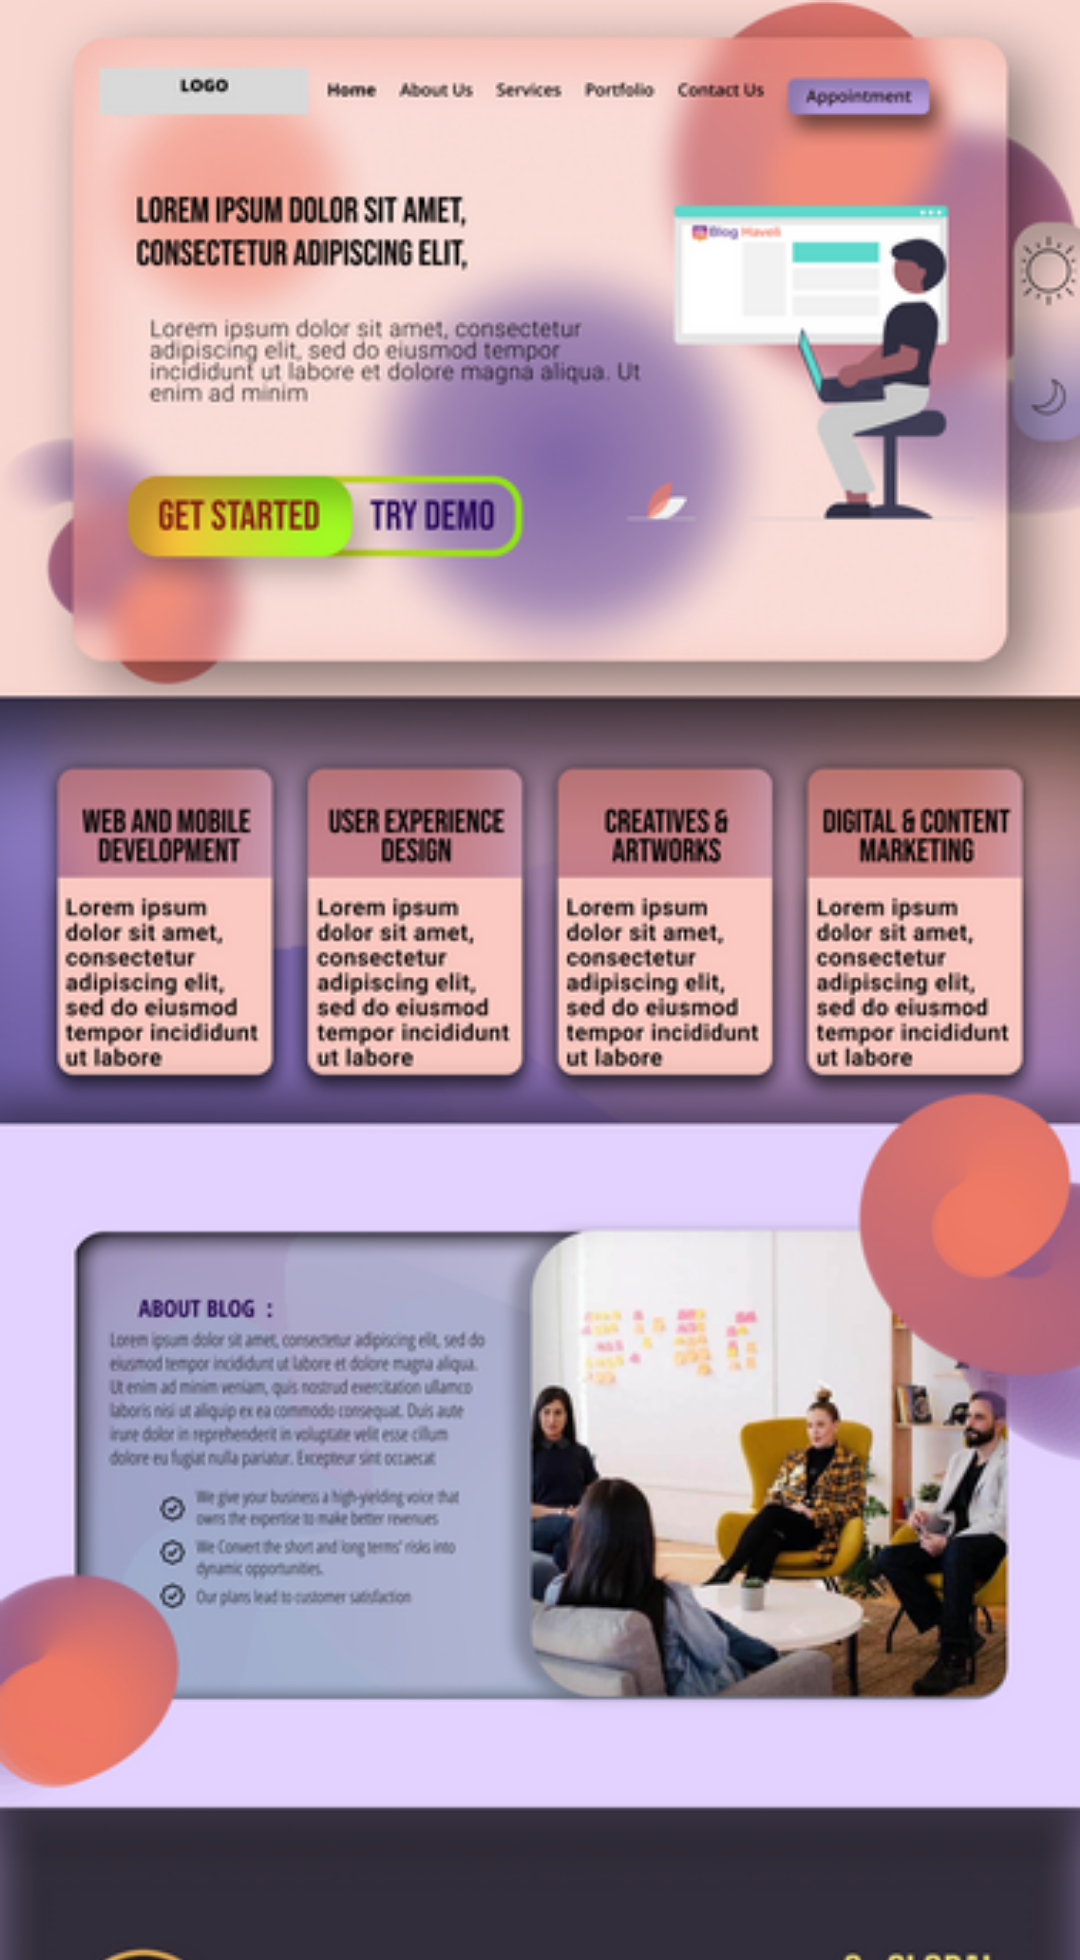 LOGO
Home About Us Services Portfolio Contact Us Appointment
LOREM IPSUM DOLOR SIT AMET,
CONSECTETUR ADIPISCING ELIT,
Blog Haveli
Lorem ipsum dolor sit amet, consectetur
adipiscing elit, sed do eiusmod tempor
incididunt ut labore et dolore magna aliqua. Ut
enim ad minim
GET STARTED TRY DEMO
WEB AND MOBILE
DEVELOPMENT
Lorem ipsum
dolor sit amet,
consectetur
adipiscing elit,
sed do eiusmod
tempor incididunt
ut labore
USER EXPERIENCE
DESIGN
Lorem ipsum
dolor sit amet,
consectetur
adipiscing elit,
sed do eiusmod
tempor incididunt
ut labore
CREATIVES &
ARTWORKS
Lorem ipsum
dolor sit amet,
consectetur
adipiscing elit,
sed do eiusmod
tempor incididunt
ut labore
DIGITAL & CONTENT
MARKETING
Lorem ipsum
dolor sit amet,
consectetur
adipiscing elit,
sed do eiusmod
tempor incididunt
ut labore
ABOUT BLOG :
Lorem ipsum dolor sit amet, consectetur adipiscing elit, sed do
eiusmod tempor incididunt ut labore et dolore magna aliqua.
Ut enim ad minim veniam, quis nostrud exercitation ullamco
laboris nisi ut aliquip ex ea commodo consequat. Duis aute
irure dolor in reprehenderit in voluptate velit esse cillum
dolore eu fugiat nulla pariatur. Excepteur sint occaecat
We give your business a high-yielding voice that
owns the expertise to make better revenues
We Convert the short and long terms' risks into
dynamic opportunities.
Our plans lead to customer satisfaction